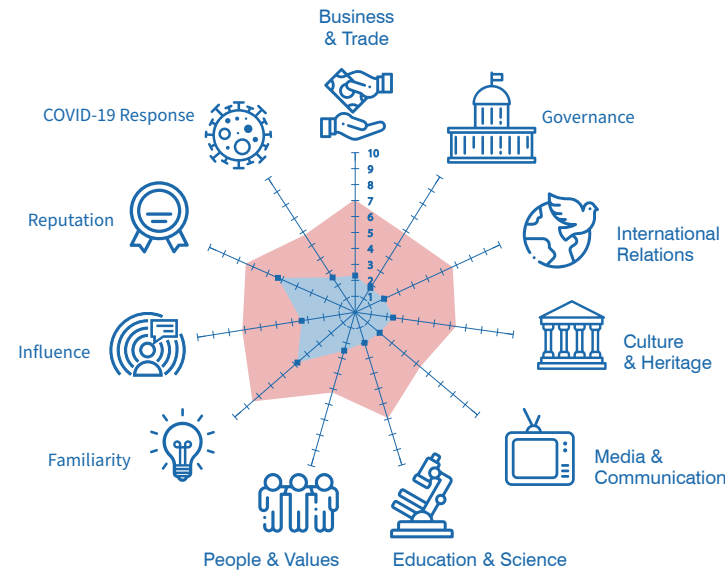 Business
& Trade
COVID-19 Response
Governance
10
9
8
7
6
5
4
3
2
1
Reputation
International
Relations
Influence
Culture
& Heritage
Familiarity
Media &
Communication
People & Values
Education & Science